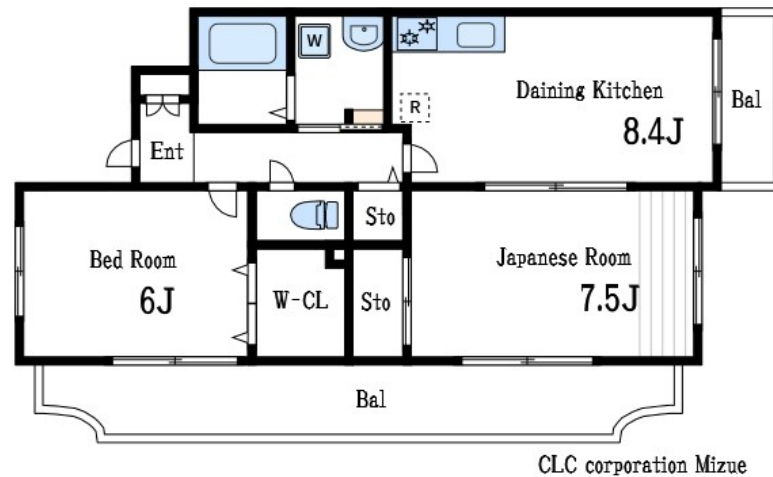 W
Daining Kitchen
8.4J
Bal
R
Ent
Sto
Bed Room
6J
W-CL
Sto
Japanese Room
7.5J
Bal
CLC corporation Mizue